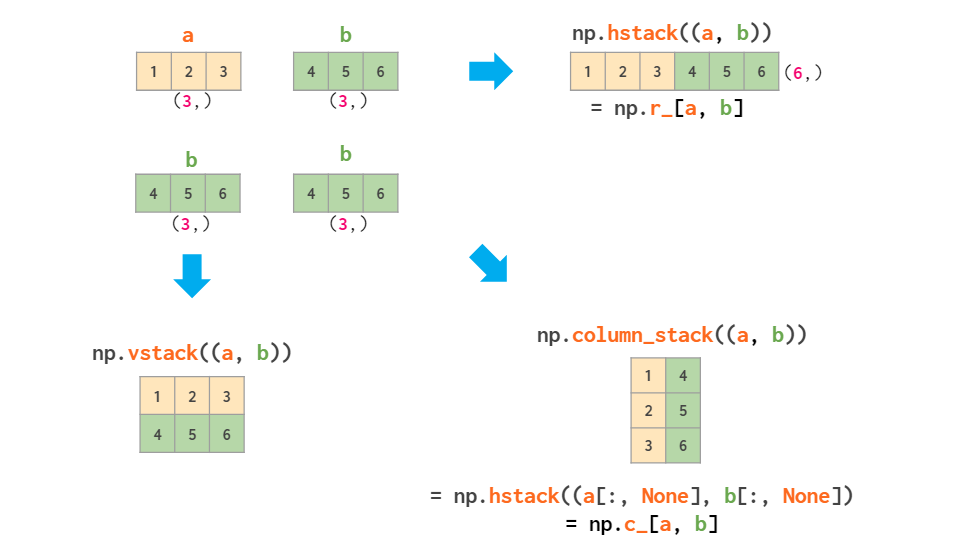 a b
1 2 3 4 5 6
(3,) (3,)
np.hstack((a, b))
1 2 3 4 5 6 (6,)
= np.r_[a, b]
b b
4 5 6 4 5 6
(3,) (3,)
np.vstack((a, b))
1 2 3
4 5 6
np.column_stack((a, b))
1 4
2 5
3 6
= np.hstack((a[:, None], b[:, None])
= np.c_[a, b]